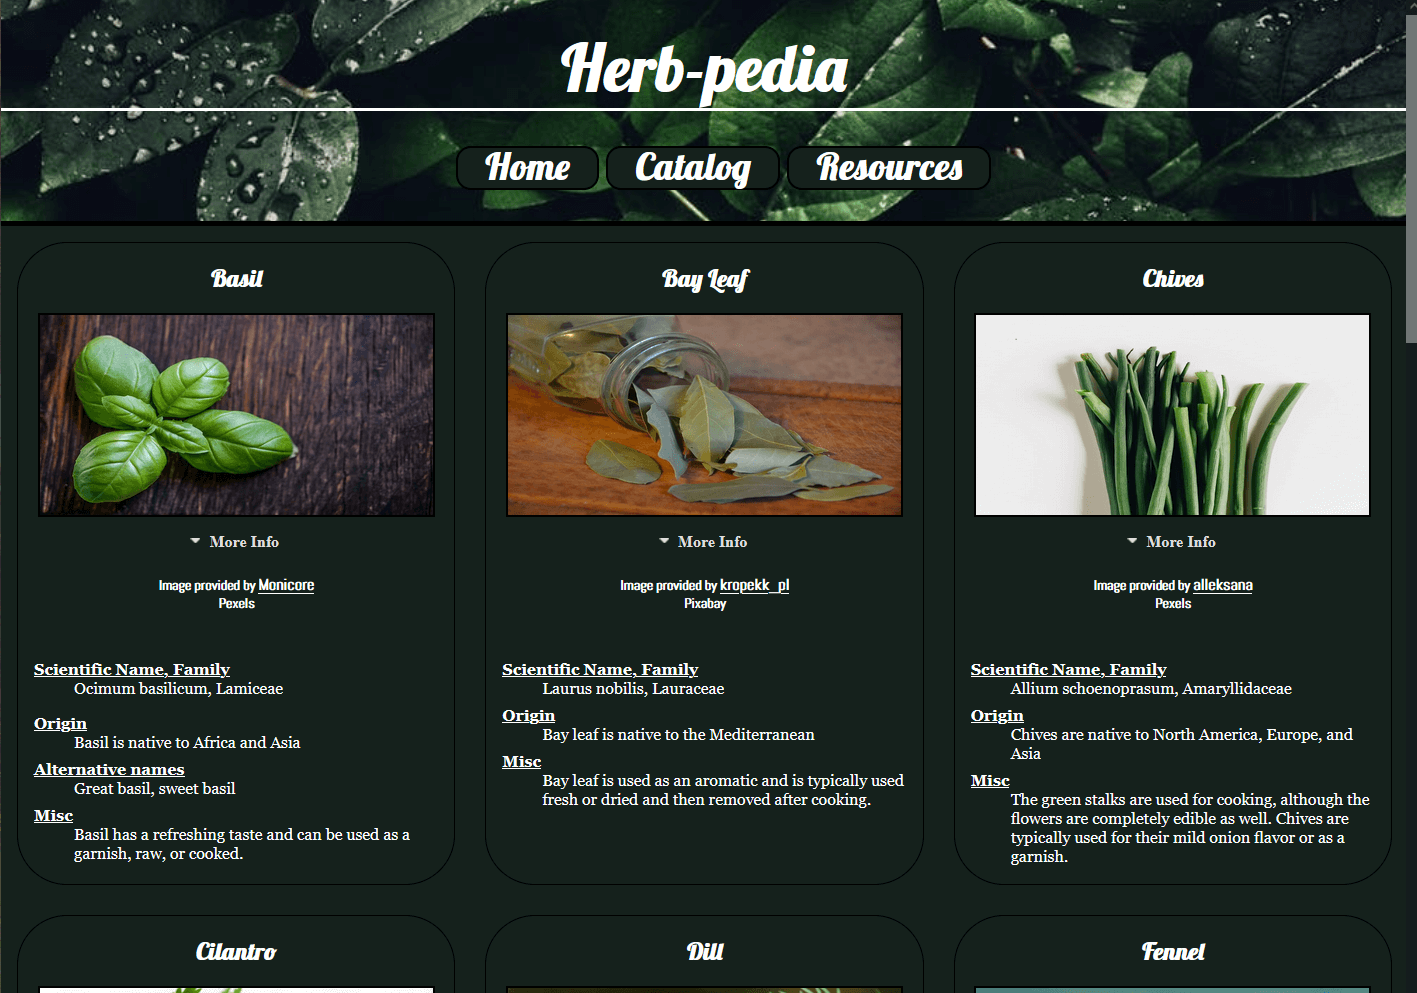 Herb-pedia
Home Catalog Resources
Basil
More Info
Image provided by Monicore
Pexels
Scientific Name, Family
Ocimum basilicum, Lamiceae
Origin
Basil is native to Africa and Asia
Alternative names
Great basil, sweet basil
Misc
Basil has a refreshing taste and can be used as a
garnish, raw, or cooked.
Bay Leaf
More Info
Image provided by kropekk_pl
Pixabay
Scientific Name, Family
Laurus nobilis, Lauraceae
Origin
Bay leaf is native to the Mediterranean
Misc
Bay leaf is used as an aromatic and is typically used
fresh or dried and then removed after cooking.
Chives
More Info
Image provided by alleksana
Pexels
Scientific Name, Family
Allium schoenoprasum, Amaryllidaceae
Origin
Chives are native to North America, Europe, and
Asia
Misc
The green stalks are used for cooking, although the
flowers are completely edible as well. Chives are
typically used for their mild onion flavor or as a
garnish.
Cilantro
Dill
Fennel